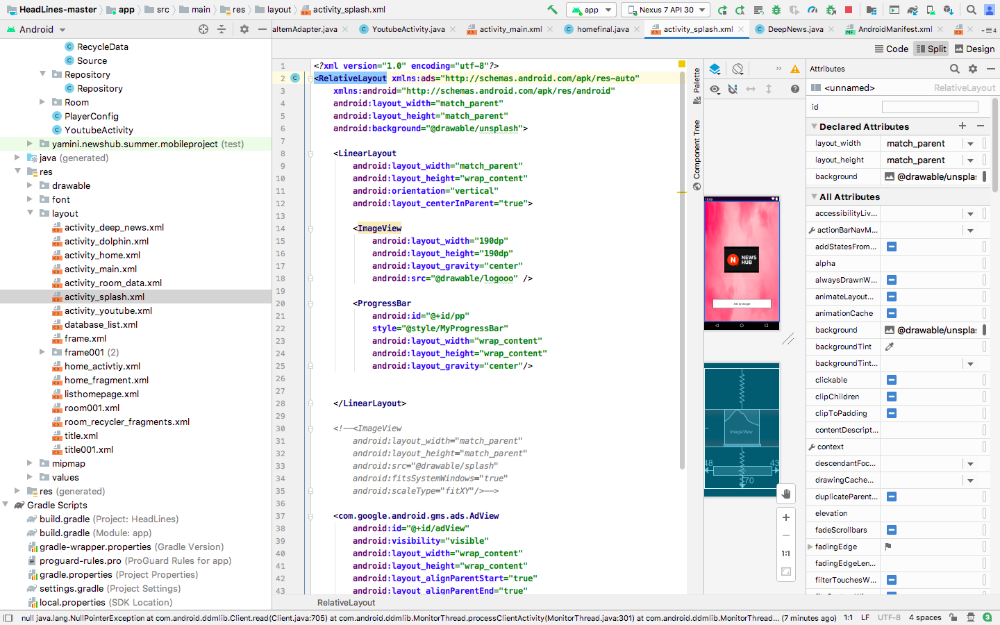 HeadLines-master app src main res layout activity_splash.xml app Nexus 7 API 30
Android
aItemAdapter.java YoutubeActivity.java activity_main.xml homefinal.java activity_splash.xml DeepNews.java AndroidManifest.xml
Code Split Design
RecycleData
Source
Repository
Repository
Room
PlayerConfig
YoutubeActivity
yamini.newshub.summer.mobileproject (test)
java (generated)
res
drawable
font
layout
activity_deep_news.xml
activity_dolphin.xml
activity_home.xml
activity_main.xml
activity_room_data.xml
activity_splash.xml
activity_youtube.xml
database_list.xml
frame.xml
frame001 (2)
home_activtiy.xml
home_fragment.xml
listhomepage.xml
room001.xml
room_recycler_fragments.xml
title.xml
title001.xml
mipmap
values
res (generated)
Gradle Scripts
build.gradle (Project: HeadLines)
build.gradle (Module: app)
gradle-wrapper.properties (Gradle Version)
proguard-rules.pro (ProGuard Rules for app)
gradle.properties (Project Properties)
settings.gradle (Project Settings)
local.properties (SDK Location)
1 <?xml version="1.0" encoding="utf-8"?>
2 <RelativeLayout xmlns:ads="http://schemas.android.com/apk/res-auto"
3 xmlns:android="http://schemas.android.com/apk/res/android"
4 android:layout_width="match_parent"
5 android:layout_height="match_parent"
6 android:background="@drawable/unsplash">
7
8 <LinearLayout
9 android:layout_width="match_parent"
10 android:layout_height="wrap_content"
11 android:orientation="vertical"
12 android:layout_centerInParent="true">
13
14 <ImageView
15 android:layout_width="190dp"
16 android:layout_height="190dp"
17 android:layout_gravity="center"
18 android:src="@drawable/logooo" />
19
20 <ProgressBar
21 android:id="@+id/pp"
22 style="@style/MyProgressBar"
23 android:layout_width="wrap_content"
24 android:layout_height="wrap_content"
25 android:layout_gravity="center"/>
26
27
28 </LinearLayout>
29
30 <!--<ImageView
31 android:layout_width="match_parent"
32 android:layout_height="match_parent"
33 android:src="@drawable/splash"
34 android:fitsSystemWindows="true"
35 android:scaleType="fitXY"/>-->
36
37 <com.google.android.gms.ads.AdView
38 android:id="@+id/adView"
39 android:visibility="visible"
40 android:layout_width="wrap_content"
41 android:layout_height="wrap_content"
42 android:layout_alignParentStart="true"
43 android:layout_alignParentEnd="true"
RelativeLayout
Palette
Component Tree
NEWS
HUB
Ads by Google
ImageView
48 43
70
1:1
Attributes
<unnamed> RelativeLayout
id
Declared Attributes
layout_width match_parent
layout_height match_parent
background @drawable/unspla
All Attributes
accessibilityLiv...
actionBarNavM...
addStatesFrom...
alpha
alwaysDrawnW...
animateLayout...
animationCache
background @drawable/unspla
backgroundTint
backgroundTint...
clickable
clipChildren
clipToPadding
contentDescript...
context
descendantFoc...
drawingCache...
duplicateParent...
elevation
fadeScrollbars
fadingEdge
fadingEdgeLen...
filterTouchesW...
null java.lang.NullPointerException at com.android.ddmlib.Client.read(Client.java:705) at com.android.ddmlib.MonitorThread.processClientActivity(MonitorThread.java:301) at com.android.ddmlib.MonitorThread... (7 minutes ago) 1:1 LF UTF-8 4 spaces 3